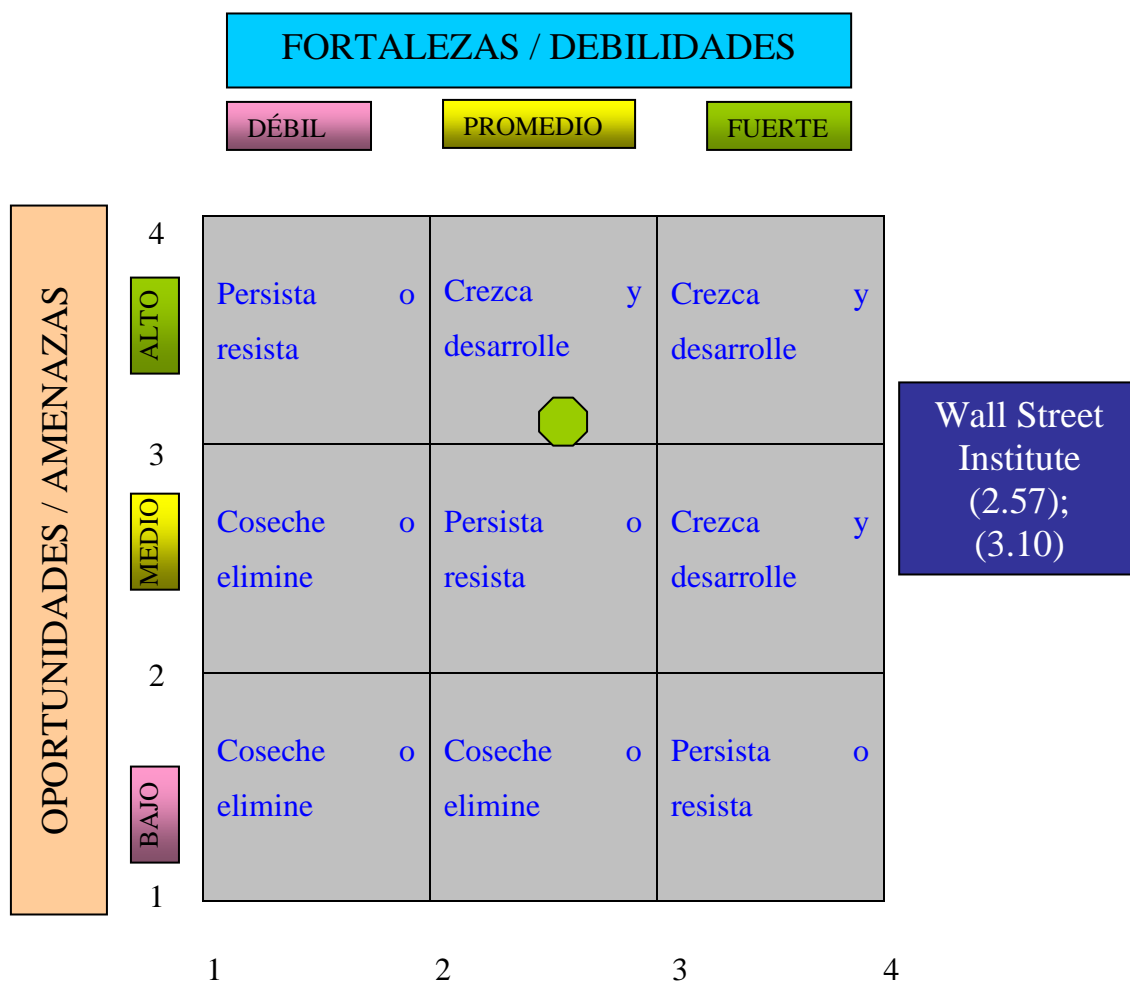 FORTALEZAS / DEBILIDADES
DÉBIL
PROMEDIO
FUERTE
OPORTUNIDADES / AMENAZAS
4
ALTO
3
MEDIO
2
BAJO
1
Persista o
resista
Crezca y
desarrolle
Crezca y
desarrolle
Coseche o
elimine
Persista o
resista
Crezca y
desarrolle
Coseche o
elimine
Coseche o
elimine
Persista o
resista
Wall Street
Institute
(2.57);
(3.10)
1
2
3
4